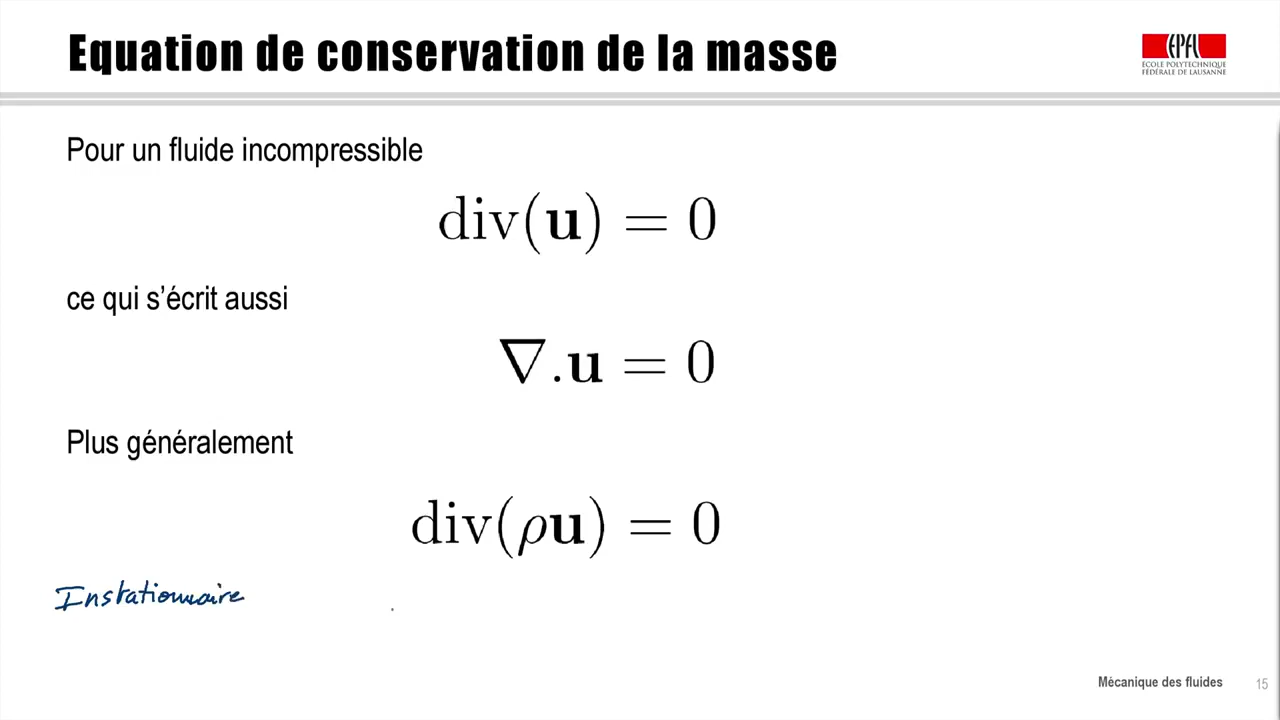 Equation de conservation de la masse
EPFL
ECOLE POLYTECHNIQUE
FÉDÉRALE DE LAUSANNE
Pour un fluide incompressible
div(u) = 0
ce qui s’écrit aussi
∇.u = 0
Plus généralement
div(ρu) = 0
Instationnaire
Mécanique des fluides 15